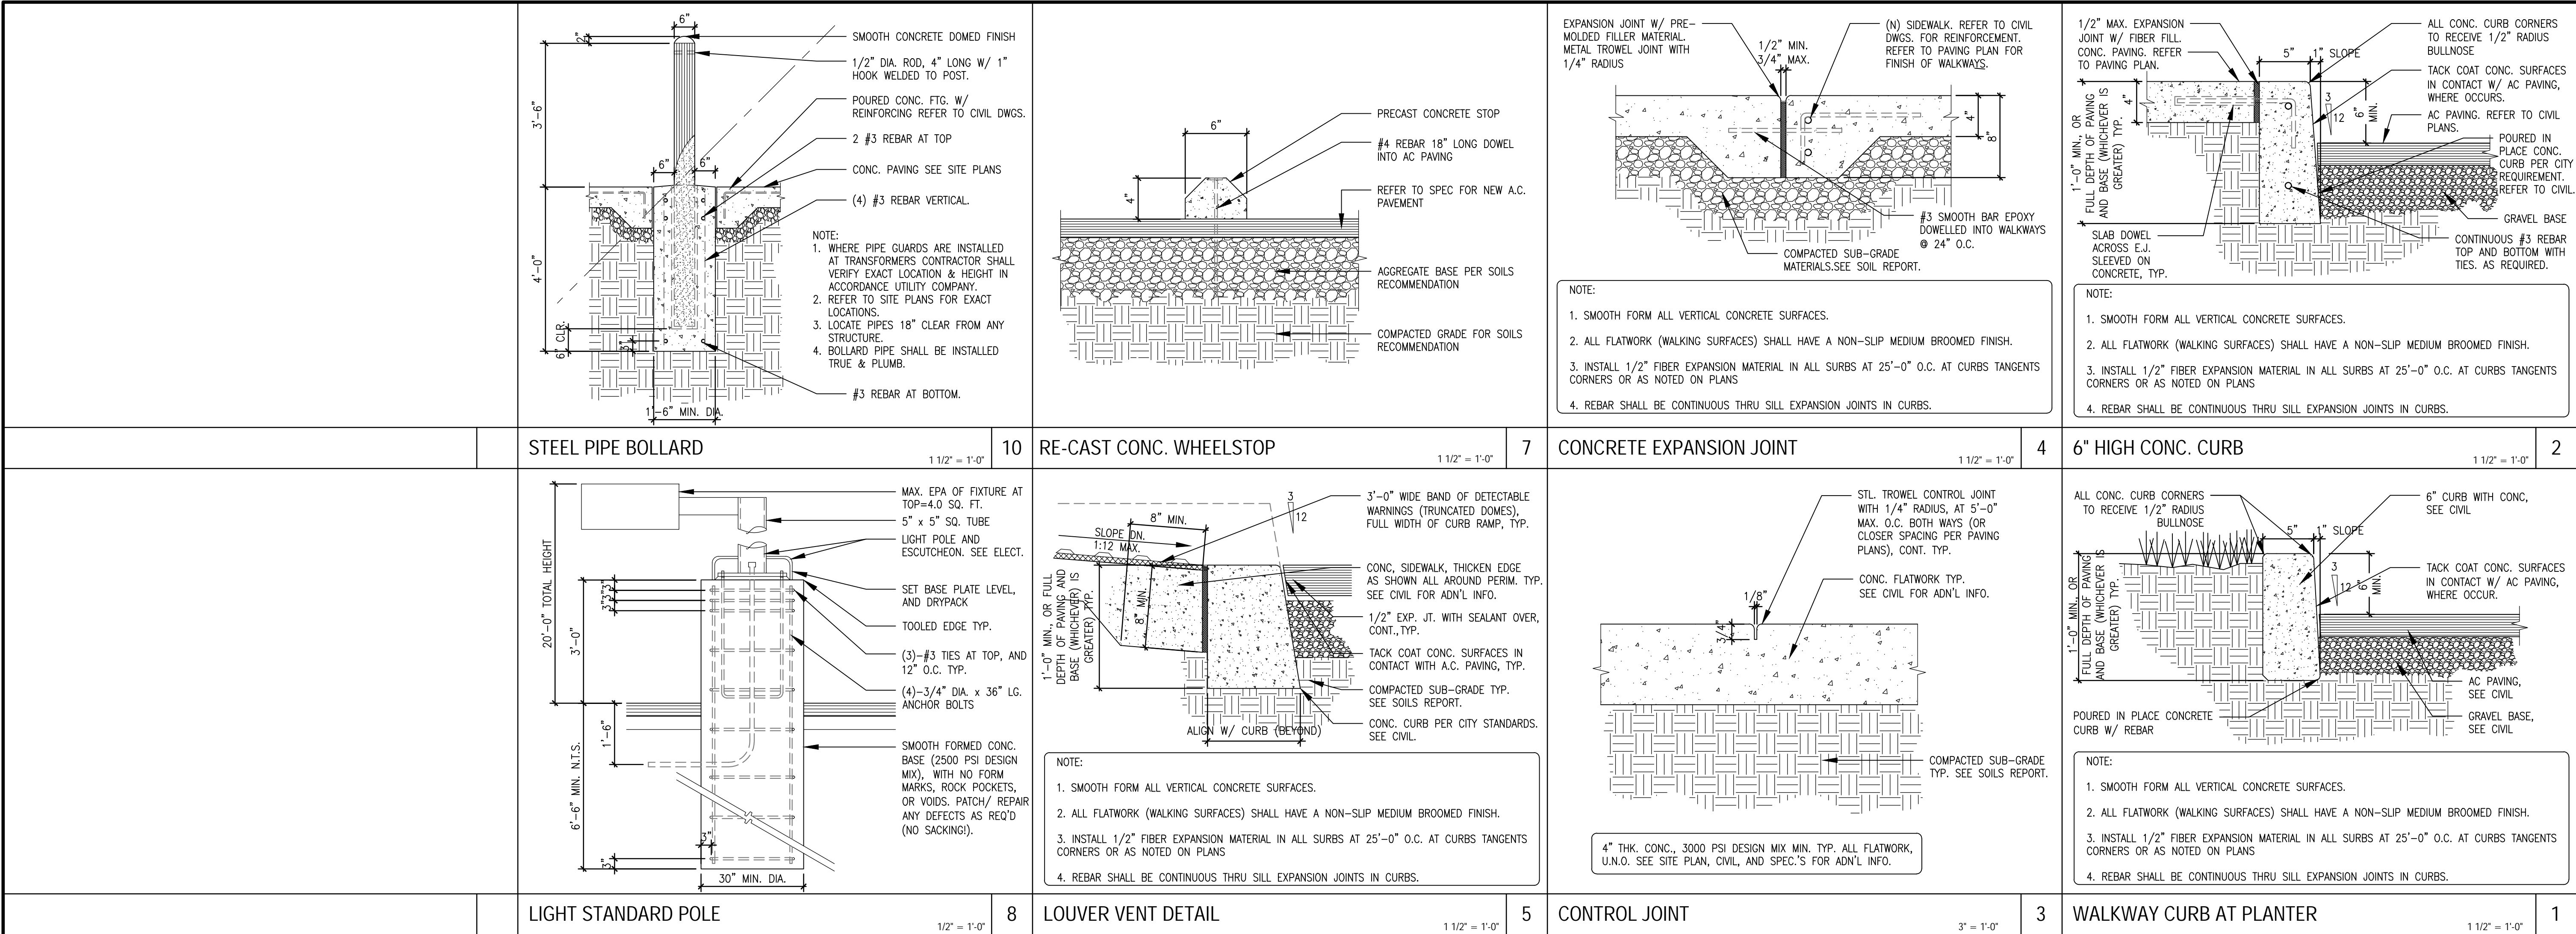 6"
2"
3'-6"
4'-0"
6" CLR.
3"
6"
6"
1'-6" MIN. DIA.
SMOOTH CONCRETE DOMED FINISH
1/2" DIA. ROD, 4" LONG W/ 1"
HOOK WELDED TO POST.
POURED CONC. FTG. W/
REINFORCING REFER TO CIVIL DWGS.
2 #3 REBAR AT TOP
CONC. PAVING SEE SITE PLANS
(4) #3 REBAR VERTICAL.
NOTE:
1. WHERE PIPE GUARDS ARE INSTALLED
AT TRANSFORMERS CONTRACTOR SHALL
VERIFY EXACT LOCATION & HEIGHT IN
ACCORDANCE UTILITY COMPANY.
2. REFER TO SITE PLANS FOR EXACT
LOCATIONS.
3. LOCATE PIPES 18" CLEAR FROM ANY
STRUCTURE.
4. BOLLARD PIPE SHALL BE INSTALLED
TRUE & PLUMB.
#3 REBAR AT BOTTOM.
STEEL PIPE BOLLARD
1 1/2" = 1'-0"
10
6"
4"
PRECAST CONCRETE STOP
#4 REBAR 18" LONG DOWEL
INTO AC PAVING
REFER TO SPEC FOR NEW A.C.
PAVEMENT
AGGREGATE BASE PER SOILS
RECOMMENDATION
COMPACTED GRADE FOR SOILS
RECOMMENDATION
RE-CAST CONC. WHEELSTOP
1 1/2" = 1'-0"
7
EXPANSION JOINT W/ PRE-
MOLDED FILLER MATERIAL.
METAL TROWEL JOINT WITH
1/4" RADIUS
1/2" MIN.
3/4" MAX.
(N) SIDEWALK. REFER TO CIVIL
DWGS. FOR REINFORCEMENT.
REFER TO PAVING PLAN FOR
FINISH OF WALKWAYS.
4"
8"
#3 SMOOTH BAR EPOXY
DOWELLED INTO WALKWAYS
@ 24" O.C.
COMPACTED SUB-GRADE
MATERIALS.SEE SOIL REPORT.
NOTE:
1. SMOOTH FORM ALL VERTICAL CONCRETE SURFACES.
2. ALL FLATWORK (WALKING SURFACES) SHALL HAVE A NON-SLIP MEDIUM BROOMED FINISH.
3. INSTALL 1/2" FIBER EXPANSION MATERIAL IN ALL SURBS AT 25'-0" O.C. AT CURBS TANGENTS
CORNERS OR AS NOTED ON PLANS
4. REBAR SHALL BE CONTINUOUS THRU SILL EXPANSION JOINTS IN CURBS.
CONCRETE EXPANSION JOINT
1 1/2" = 1'-0"
4
1/2" MAX. EXPANSION
JOINT W/ FIBER FILL.
CONC. PAVING. REFER
TO PAVING PLAN.
5"
1" SLOPE
ALL CONC. CURB CORNERS
TO RECEIVE 1/2" RADIUS
BULLNOSE
TACK COAT CONC. SURFACES
IN CONTACT W/ AC PAVING,
WHERE OCCURS.
AC PAVING. REFER TO CIVIL
PLANS.
POURED IN
PLACE CONC.
CURB PER CITY
REQUIREMENT.
REFER TO CIVIL.
GRAVEL BASE
CONTINUOUS #3 REBAR
TOP AND BOTTOM WITH
TIES. AS REQUIRED.
3
12
6"
MIN.
4"
1'-0" MIN., OR
FULL DEPTH OF PAVING
AND BASE (WHICHEVER IS
GREATER) TYP.
SLAB DOWEL
ACROSS E.J.
SLEEVED ON
CONCRETE, TYP.
NOTE:
1. SMOOTH FORM ALL VERTICAL CONCRETE SURFACES.
2. ALL FLATWORK (WALKING SURFACES) SHALL HAVE A NON-SLIP MEDIUM BROOMED FINISH.
3. INSTALL 1/2" FIBER EXPANSION MATERIAL IN ALL SURBS AT 25'-0" O.C. AT CURBS TANGENTS
CORNERS OR AS NOTED ON PLANS
4. REBAR SHALL BE CONTINUOUS THRU SILL EXPANSION JOINTS IN CURBS.
6" HIGH CONC. CURB
1 1/2" = 1'-0"
2
20'-0" TOTAL HEIGHT
3'-0"
3"
3"
3"
3"
1'-6"
6'-6" MIN. N.T.S.
3"
3"
30" MIN. DIA.
MAX. EPA OF FIXTURE AT
TOP=4.0 SQ. FT.
5" x 5" SQ. TUBE
LIGHT POLE AND
ESCUTCHEON. SEE ELECT.
SET BASE PLATE LEVEL,
AND DRYPACK
TOOLED EDGE TYP.
(3)-#3 TIES AT TOP, AND
12" O.C. TYP.
(4)-3/4" DIA. x 36" LG.
ANCHOR BOLTS
SMOOTH FORMED CONC.
BASE (2500 PSI DESIGN
MIX), WITH NO FORM
MARKS, ROCK POCKETS,
OR VOIDS. PATCH/ REPAIR
ANY DEFECTS AS REQ'D
(NO SACKING!).
LIGHT STANDARD POLE
1/2" = 1'-0"
8
8" MIN.
SLOPE DN.
1:12 MAX.
8" MIN.
3
12
1'-0" MIN., OR FULL
DEPTH OF PAVING AND
BASE (WHICHEVER) IS
GREATER) TYP.
3'-0" WIDE BAND OF DETECTABLE
WARNINGS (TRUNCATED DOMES),
FULL WIDTH OF CURB RAMP, TYP.
CONC, SIDEWALK, THICKEN EDGE
AS SHOWN ALL AROUND PERIM. TYP.
SEE CIVIL FOR ADN'L INFO.
1/2" EXP. JT. WITH SEALANT OVER,
CONT.,TYP.
TACK COAT CONC. SURFACES IN
CONTACT WITH A.C. PAVING, TYP.
COMPACTED SUB-GRADE TYP.
SEE SOILS REPORT.
CONC. CURB PER CITY STANDARDS.
SEE CIVIL.
ALIGN W/ CURB (BEYOND)
NOTE:
1. SMOOTH FORM ALL VERTICAL CONCRETE SURFACES.
2. ALL FLATWORK (WALKING SURFACES) SHALL HAVE A NON-SLIP MEDIUM BROOMED FINISH.
3. INSTALL 1/2" FIBER EXPANSION MATERIAL IN ALL SURBS AT 25'-0" O.C. AT CURBS TANGENTS
CORNERS OR AS NOTED ON PLANS
4. REBAR SHALL BE CONTINUOUS THRU SILL EXPANSION JOINTS IN CURBS.
LOUVER VENT DETAIL
1 1/2" = 1'-0"
5
STL. TROWEL CONTROL JOINT
WITH 1/4" RADIUS, AT 5'-0"
MAX. O.C. BOTH WAYS (OR
CLOSER SPACING PER PAVING
PLANS), CONT. TYP.
CONC. FLATWORK TYP.
SEE CIVIL FOR ADN'L INFO.
1/8"
3/4"
COMPACTED SUB-GRADE
TYP. SEE SOILS REPORT.
4" THK. CONC., 3000 PSI DESIGN MIX MIN. TYP. ALL FLATWORK,
U.N.O. SEE SITE PLAN, CIVIL, AND SPEC.'S FOR ADN'L INFO.
CONTROL JOINT
3" = 1'-0"
3
ALL CONC. CURB CORNERS
TO RECEIVE 1/2" RADIUS
BULLNOSE
5"
1" SLOPE
6" CURB WITH CONC,
SEE CIVIL
3
12
6"
MIN.
TACK COAT CONC. SURFACES
IN CONTACT W/ AC PAVING,
WHERE OCCUR.
1'-0" MIN., OR
FULL DEPTH OF PAVING
AND BASE (WHICHEVER IS
GREATER) TYP.
AC PAVING,
SEE CIVIL
GRAVEL BASE,
SEE CIVIL
POURED IN PLACE CONCRETE
CURB W/ REBAR
NOTE:
1. SMOOTH FORM ALL VERTICAL CONCRETE SURFACES.
2. ALL FLATWORK (WALKING SURFACES) SHALL HAVE A NON-SLIP MEDIUM BROOMED FINISH.
3. INSTALL 1/2" FIBER EXPANSION MATERIAL IN ALL SURBS AT 25'-0" O.C. AT CURBS TANGENTS
CORNERS OR AS NOTED ON PLANS
4. REBAR SHALL BE CONTINUOUS THRU SILL EXPANSION JOINTS IN CURBS.
WALKWAY CURB AT PLANTER
1 1/2" = 1'-0"
1